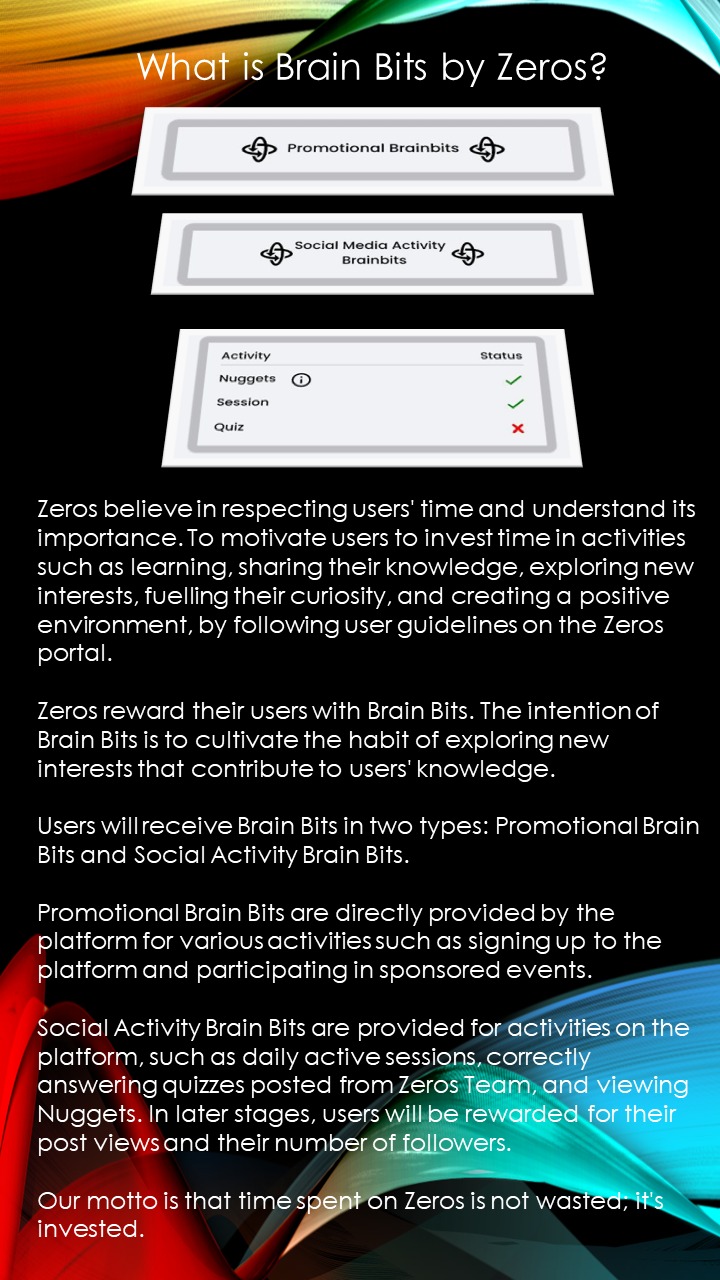 What is Brain Bits by Zeros?
Promotional Brainbits
Social Media Activity
Brainbits
Activity Status
Nuggets
Session
Quiz
Zeros believe in respecting users' time and understand its
importance. To motivate users to invest time in activities
such as learning, sharing their knowledge, exploring new
interests, fuelling their curiosity, and creating a positive
environment, by following user guidelines on the Zeros
portal.
Zeros reward their users with Brain Bits. The intention of
Brain Bits is to cultivate the habit of exploring new
interests that contribute to users' knowledge.
Users will receive Brain Bits in two types: Promotional Brain
Bits and Social Activity Brain Bits.
Promotional Brain Bits are directly provided by the
platform for various activities such as signing up to the
platform and participating in sponsored events.
Social Activity Brain Bits are provided for activities on the
platform, such as daily active sessions, correctly
answering quizzes posted from Zeros Team, and viewing
Nuggets. In later stages, users will be rewarded for their
post views and their number of followers.
Our motto is that time spent on Zeros is not wasted; it's
invested.